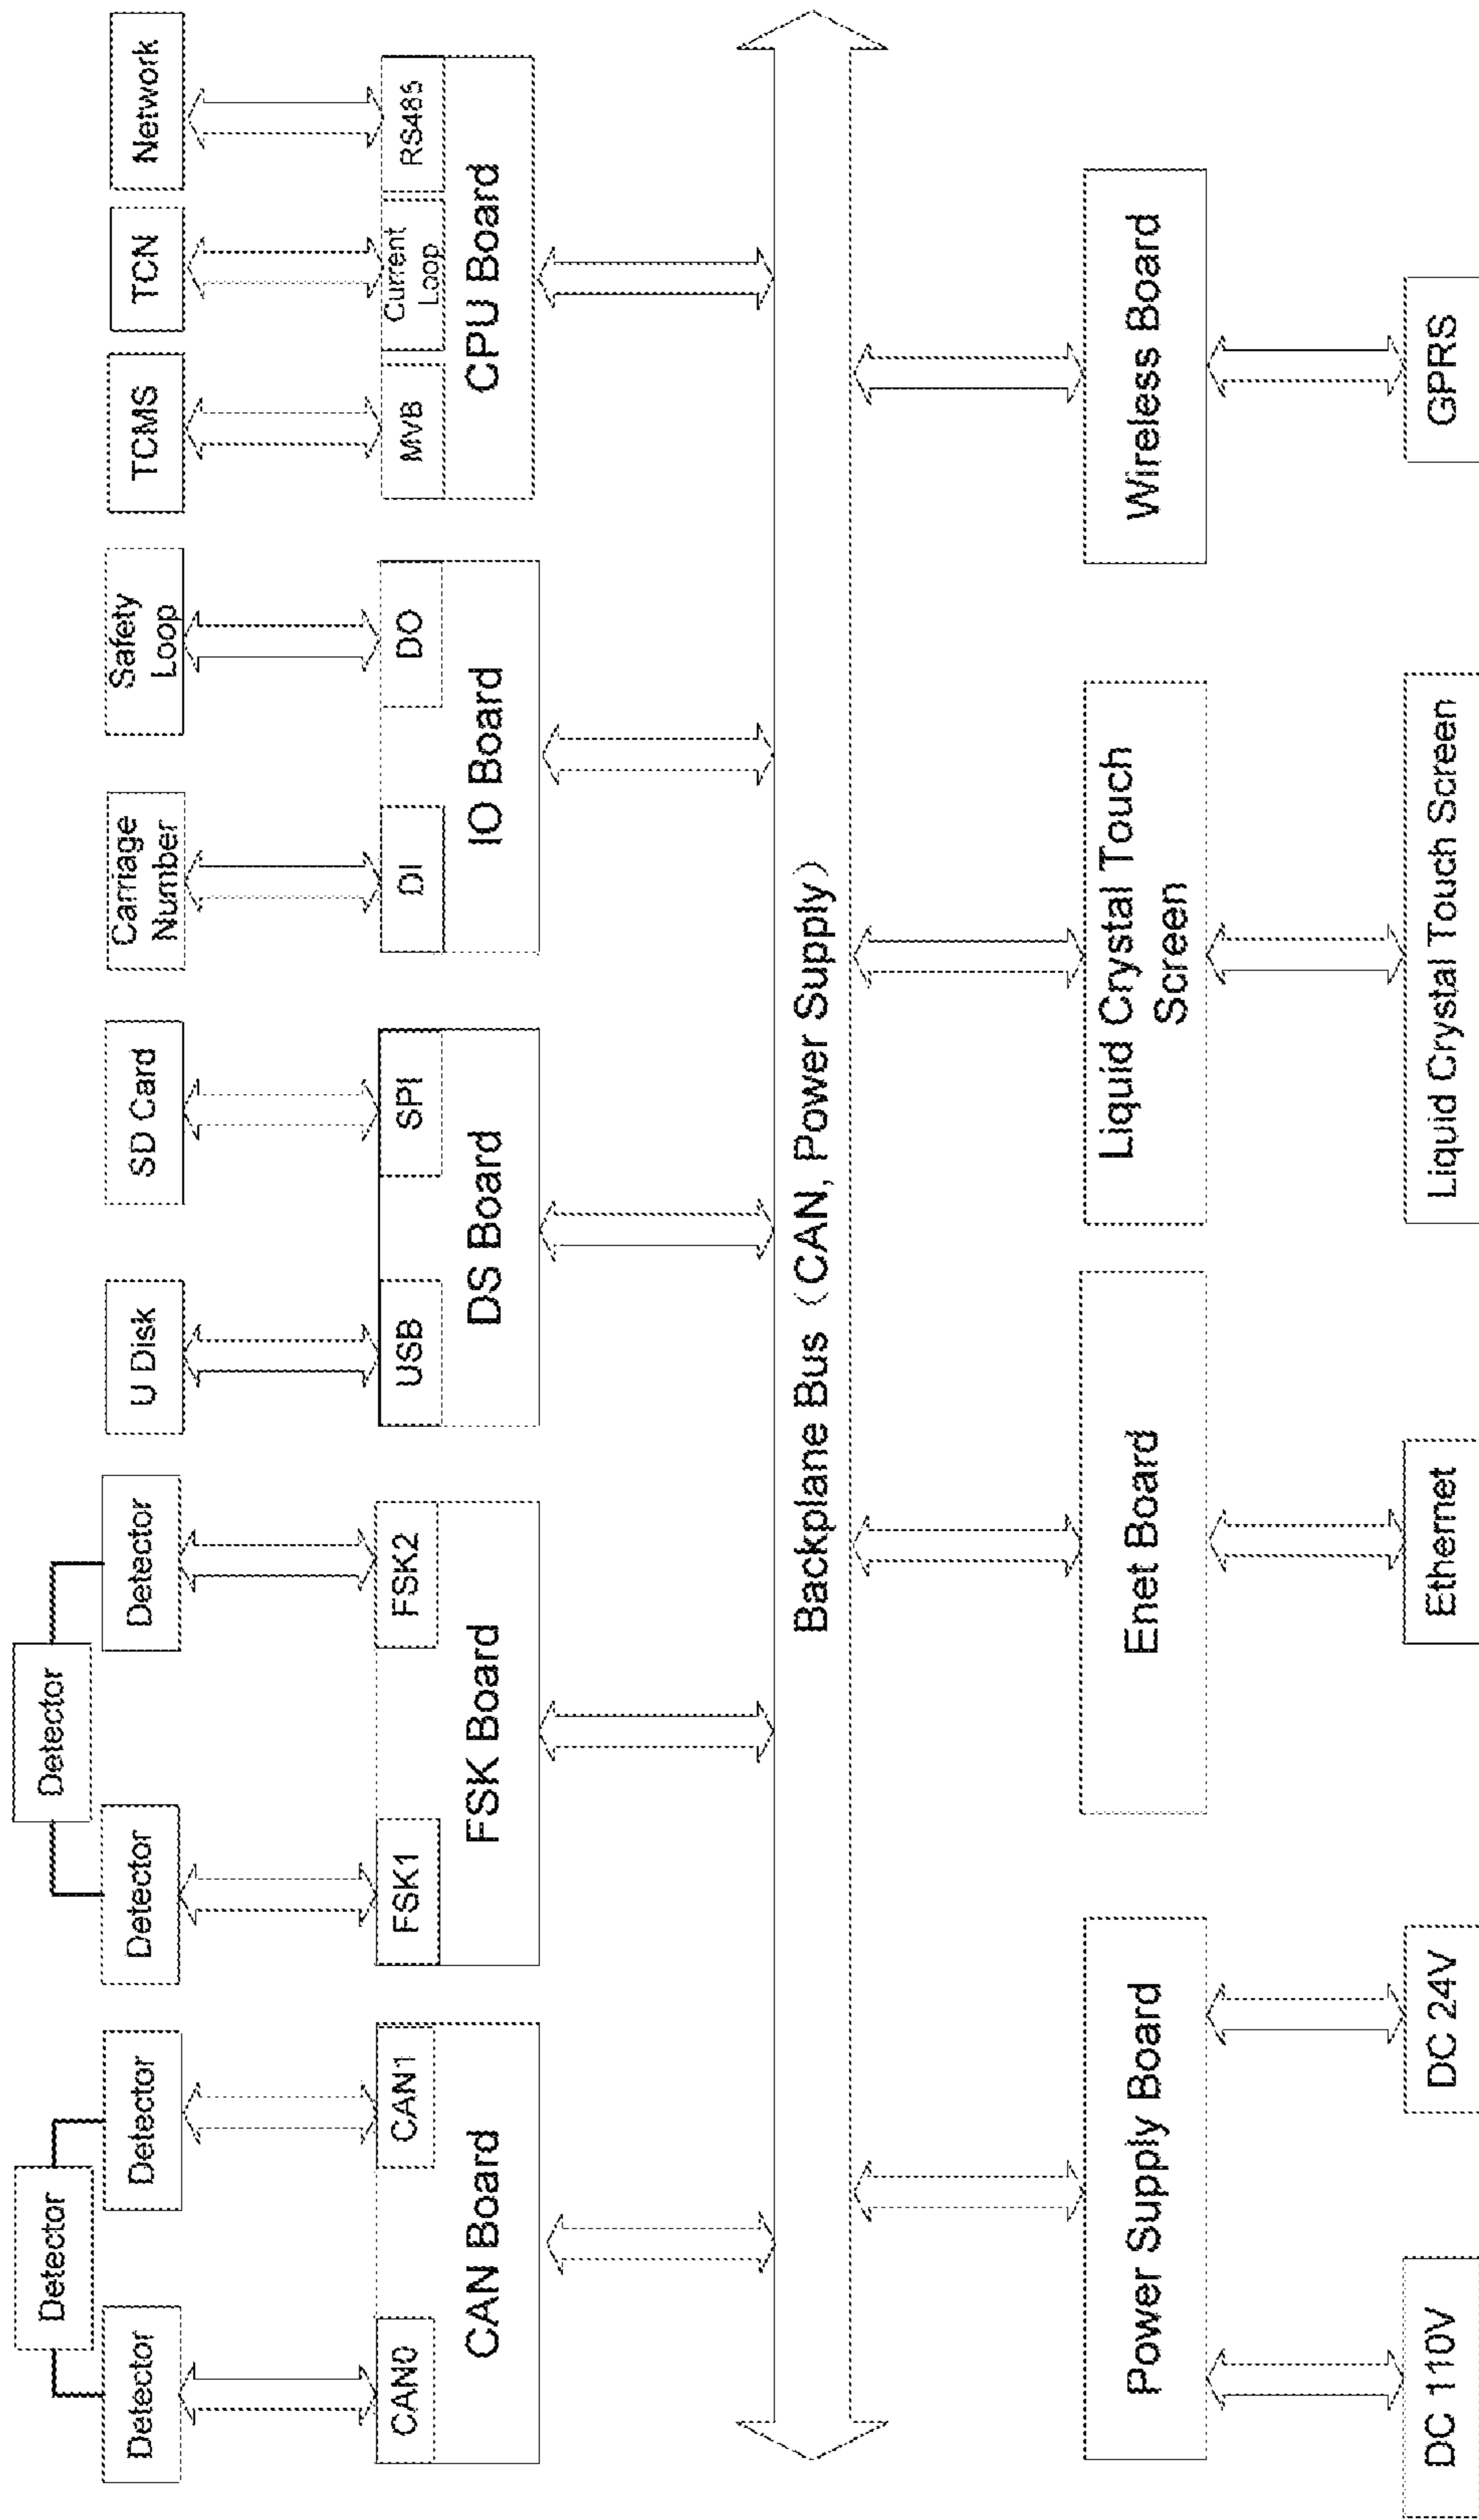 Detector
Detector
Detector
Detector
Detector
Detector
U Disk
SD Card
Carriage
Number
Safety
Loop
TCMS
TCN
Network
CAN0
CAN1
CAN Board
FSK1
FSK2
FSK Board
USB
SPI
DS Board
DI
DO
IO Board
MVB
Current
Loop
RS485
CPU Board
Backplane Bus（CAN, Power Supply）
Power Supply Board
Enet Board
Liquid Crystal Touch
Screen
Wireless Board
DC 110V
DC 24V
Ethernet
Liquid Crystal Touch Screen
GPRS